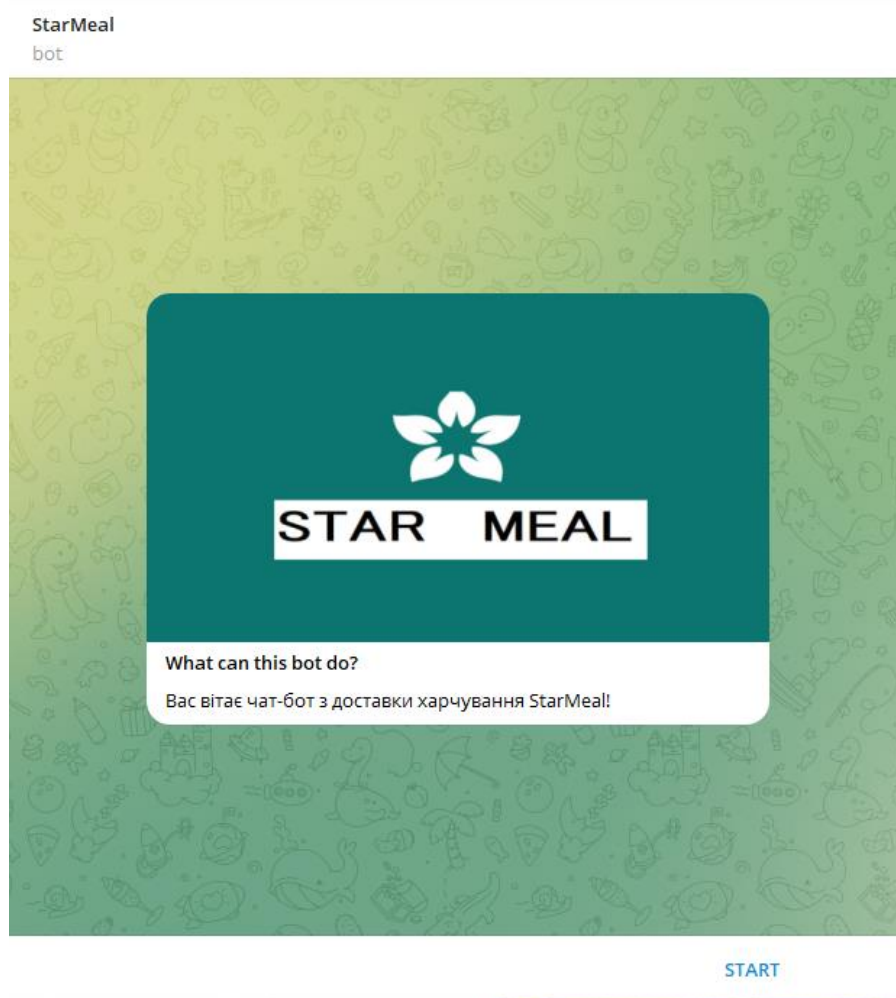 StarMeal
bot
STAR MEAL
What can this bot do?
Вас вітає чат-бот з доставки харчування StarMeal!
START